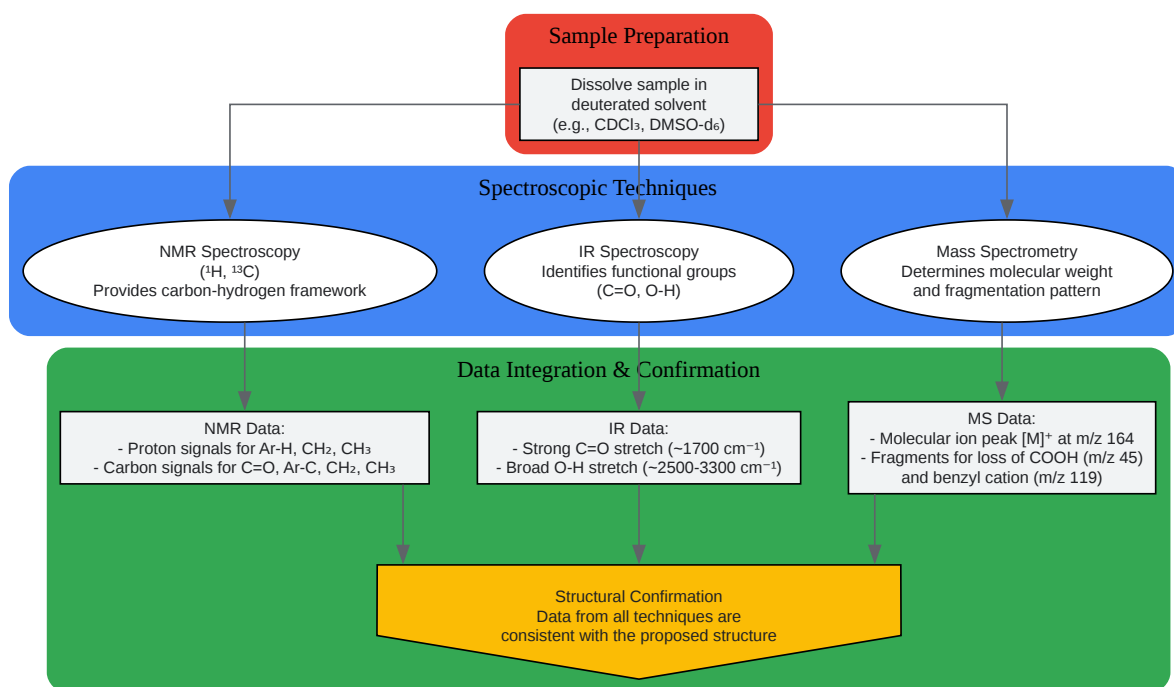 Sample Preparation
Dissolve sample in
deuterated solvent
(e.g., CDCl₃, DMSO-d₆)
Spectroscopic Techniques
NMR Spectroscopy
(¹H, ¹³C)
Provides carbon-hydrogen framework
IR Spectroscopy
Identifies functional groups
(C=O, O-H)
Mass Spectrometry
Determines molecular weight
and fragmentation pattern
Data Integration & Confirmation
NMR Data:
- Proton signals for Ar-H, CH₂, CH₃
- Carbon signals for C=O, Ar-C, CH₂, CH₃
IR Data:
- Strong C=O stretch (~1700 cm⁻¹)
- Broad O-H stretch (~2500-3300 cm⁻¹)
MS Data:
- Molecular ion peak [M]⁺ at m/z 164
- Fragments for loss of COOH (m/z 45)
and benzyl cation (m/z 119)
Structural Confirmation
Data from all techniques are
consistent with the proposed structure